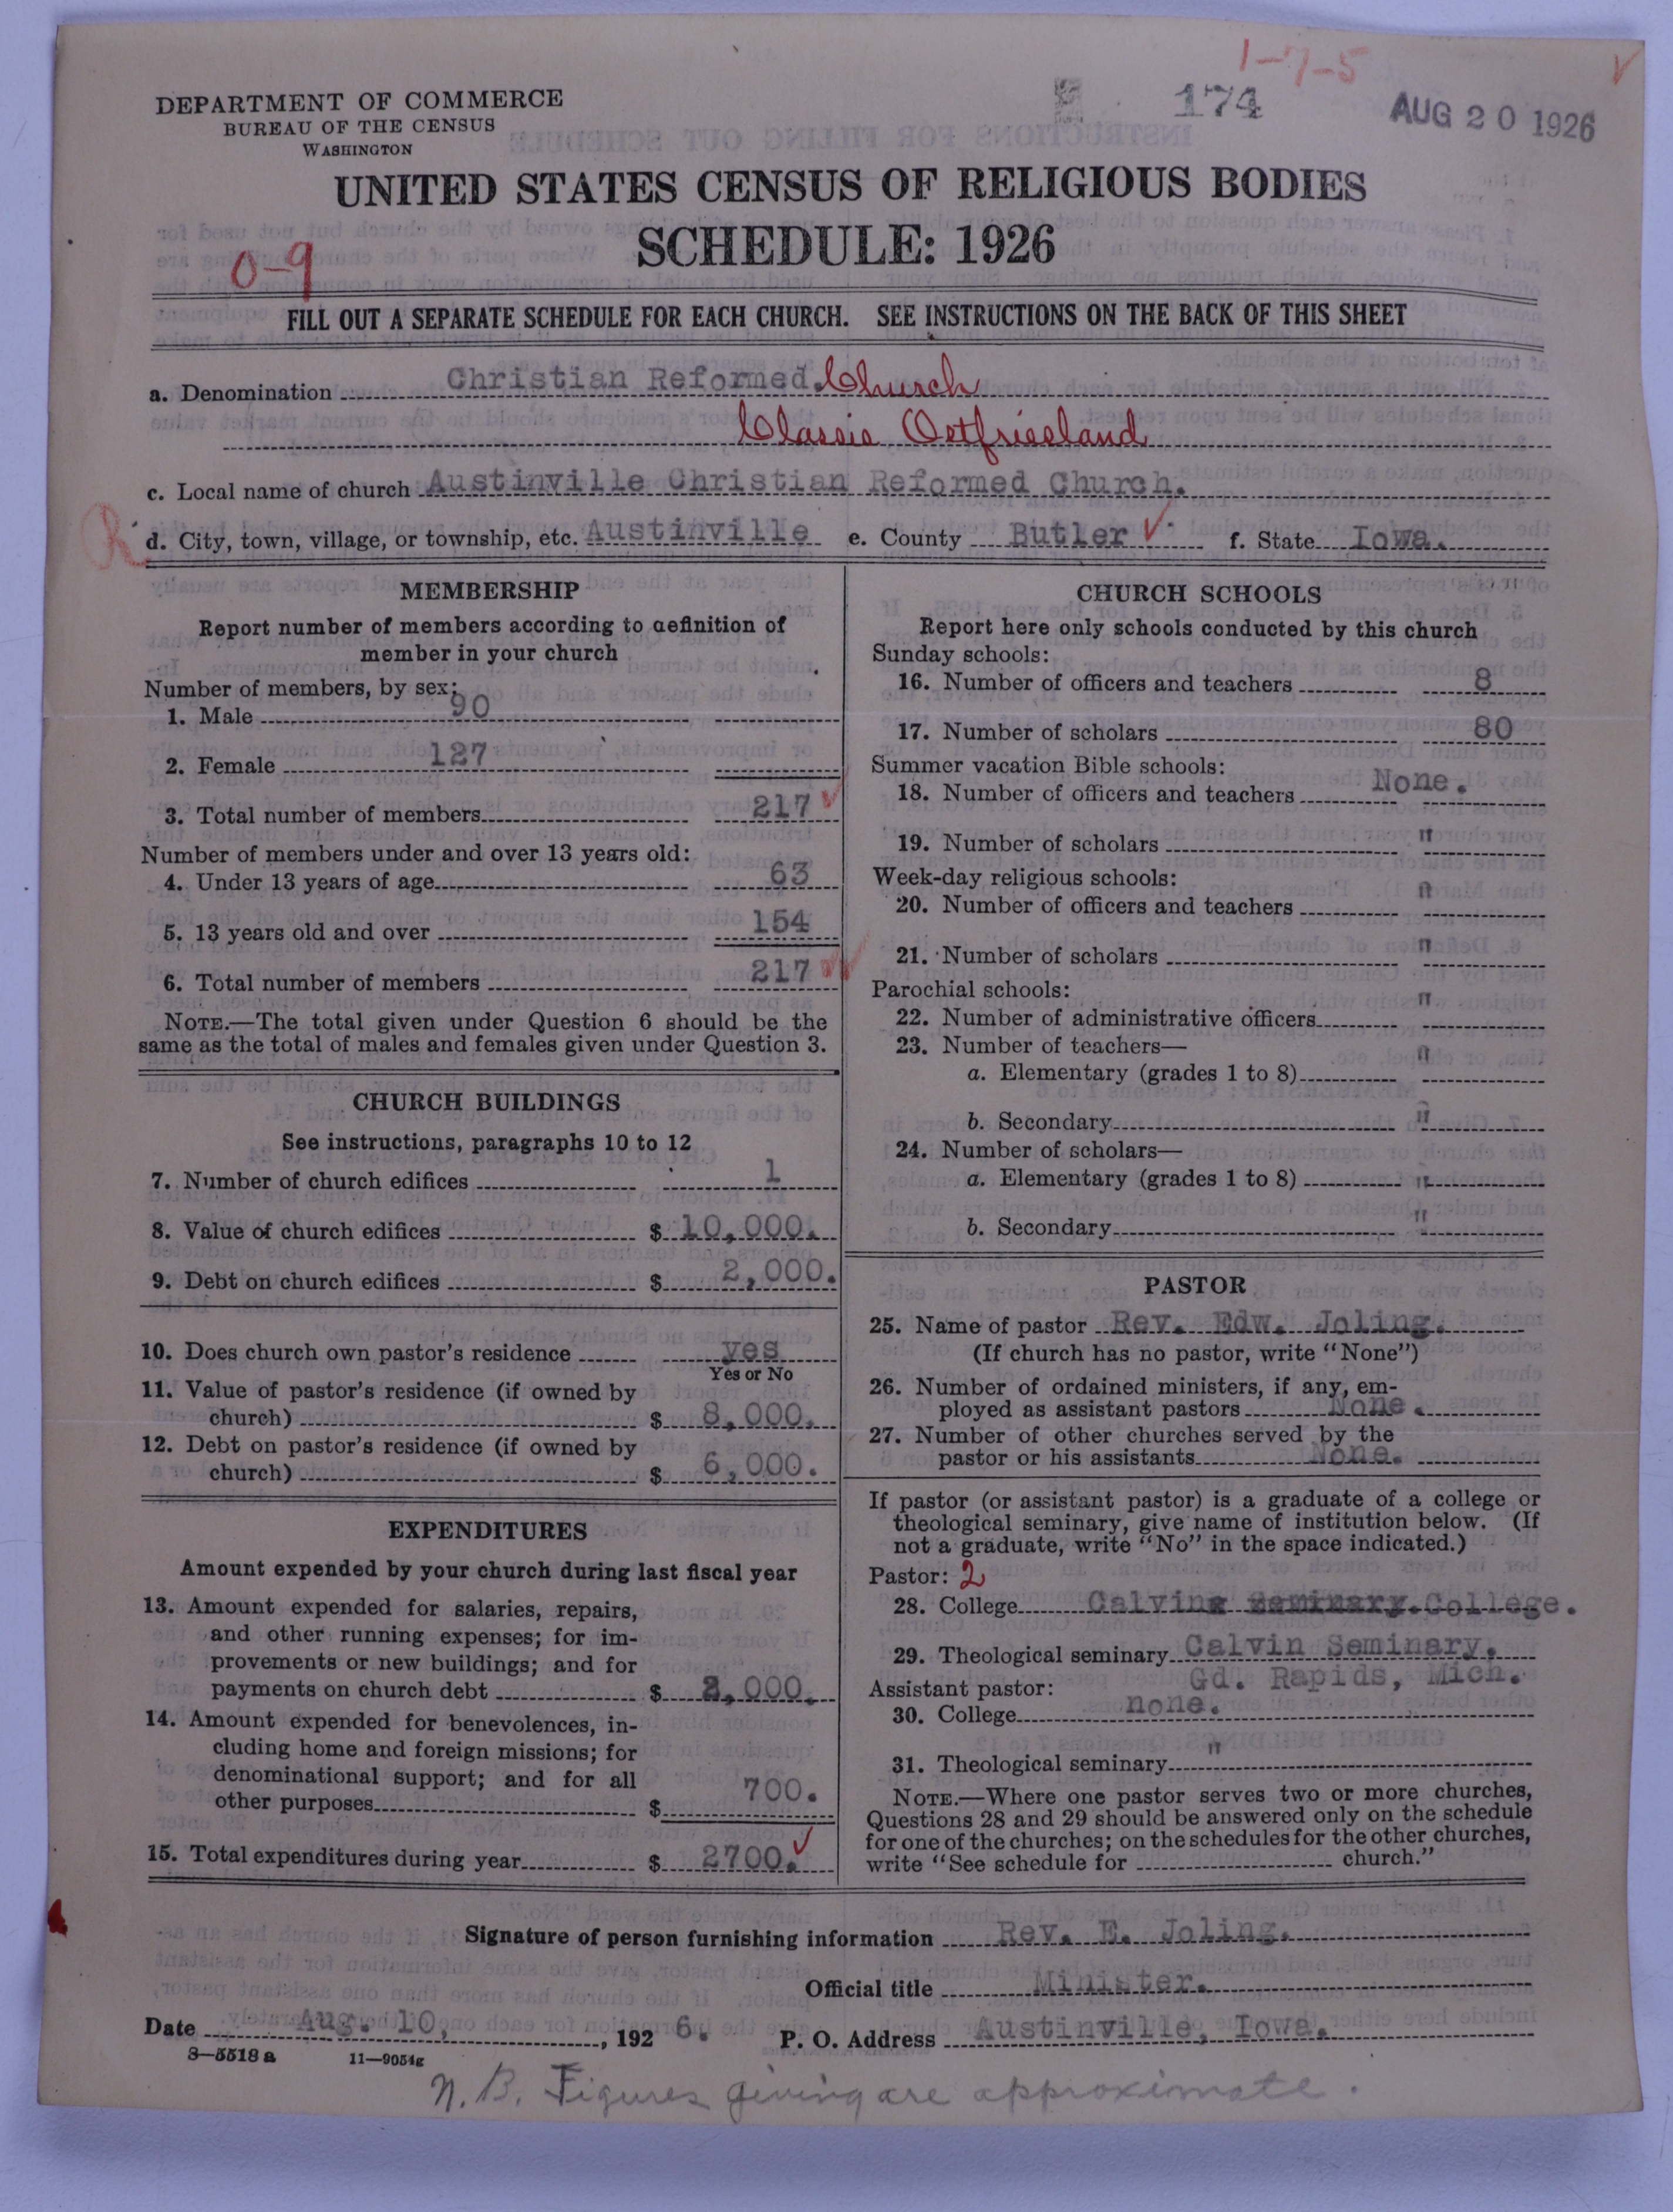 1-7-5
174
AUG 20 1926
DEPARTMENT OF COMMERCE
BUREAU OF THE CENSUS
WASHINGTON
UNITED STATES CENSUS OF RELIGIOUS BODIES
SCHEDULE: 1926
0-9
FILL OUT A SEPARATE SCHEDULE FOR EACH CHURCH. SEE INSTRUCTIONS ON THE BACK OF THIS SHEET
a. Denomination Christian Reformed. Church
Classis Ostfriesland
c. Local name of church Austinville Christian Reformed Church.
R d. City, town, village, or township, etc. Austinville e. County Butler f. State Iowa.
MEMBERSHIP
Report number of members according to definition of
member in your church
Number of members, by sex:
1. Male 90
2. Female 127
3. Total number of members 217
Number of members under and over 13 years old:
4. Under 13 years of age 63
5. 13 years old and over 154
6. Total number of members 217
NOTE.—The total given under Question 6 should be the
same as the total of males and females given under Question 3.
CHURCH BUILDINGS
See instructions, paragraphs 10 to 12
7. Number of church edifices 1
8. Value of church edifices $ 10,000.
9. Debt on church edifices $ 2,000.
10. Does church own pastor's residence yes
Yes or No
11. Value of pastor's residence (if owned by
church) $ 8,000.
12. Debt on pastor's residence (if owned by
church) $ 6,000.
EXPENDITURES
Amount expended by your church during last fiscal year
13. Amount expended for salaries, repairs,
and other running expenses; for im-
provements or new buildings; and for
payments on church debt $ 2,000.
14. Amount expended for benevolences, in-
cluding home and foreign missions; for
denominational support; and for all
other purposes $ 700.
15. Total expenditures during year $ 2700.
CHURCH SCHOOLS
Report here only schools conducted by this church
Sunday schools:
16. Number of officers and teachers 8
17. Number of scholars 80
Summer vacation Bible schools:
18. Number of officers and teachers None.
19. Number of scholars "
Week-day religious schools:
20. Number of officers and teachers "
21. Number of scholars "
Parochial schools:
22. Number of administrative officers "
23. Number of teachers—
a. Elementary (grades 1 to 8) "
b. Secondary "
24. Number of scholars—
a. Elementary (grades 1 to 8) "
b. Secondary "
PASTOR
25. Name of pastor Rev. Edw. Joling.
(If church has no pastor, write "None")
26. Number of ordained ministers, if any, em-
ployed as assistant pastors None.
27. Number of other churches served by the
pastor or his assistants None.
If pastor (or assistant pastor) is a graduate of a college or
theological seminary, give name of institution below. (If
not a graduate, write "No" in the space indicated.)
Pastor: 2
28. College Calvin Seminary. College.
29. Theological seminary Calvin Seminary.
Gd. Rapids, Mich.
Assistant pastor:
30. College none.
31. Theological seminary "
NOTE.—Where one pastor serves two or more churches,
Questions 28 and 29 should be answered only on the schedule
for one of the churches; on the schedules for the other churches,
write "See schedule for church."
Signature of person furnishing information Rev. E. Joling.
Official title Minister.
Date Aug. 10, , 192 6. P. O. Address Austinville, Iowa.
8—5518 a 11—9054g
N.B. Figures giving are approximate.